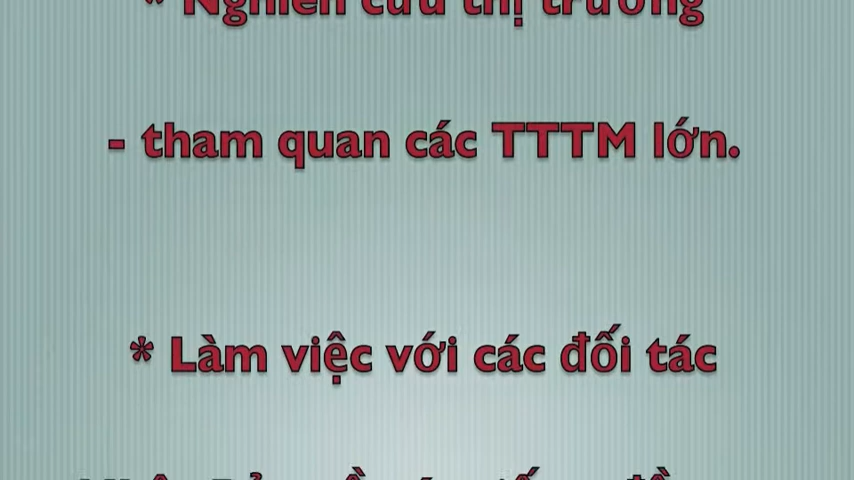 * Nghiên cứu thị trường
- tham quan các TTTM lớn.
* Làm việc với các đối tác